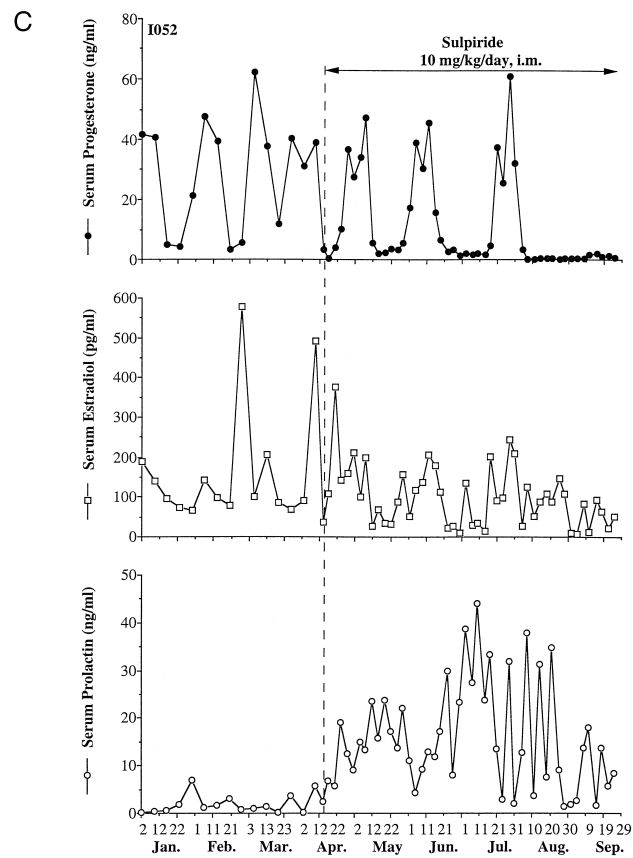 C
I052
Sulpiride
10 mg/kg/day, i.m.
Serum Progesterone (ng/ml)
80
60
40
20
0
Serum Estradiol (pg/ml)
600
500
400
300
200
100
0
Serum Prolactin (ng/ml)
50
40
30
20
10
0
2 12 22 1 11 21 3 13 23 2 12 22 2 12 22 1 11 21 1 11 21 31 10 20 30 9 19 29
Jan. Feb. Mar. Apr. May Jun. Jul. Aug. Sep.